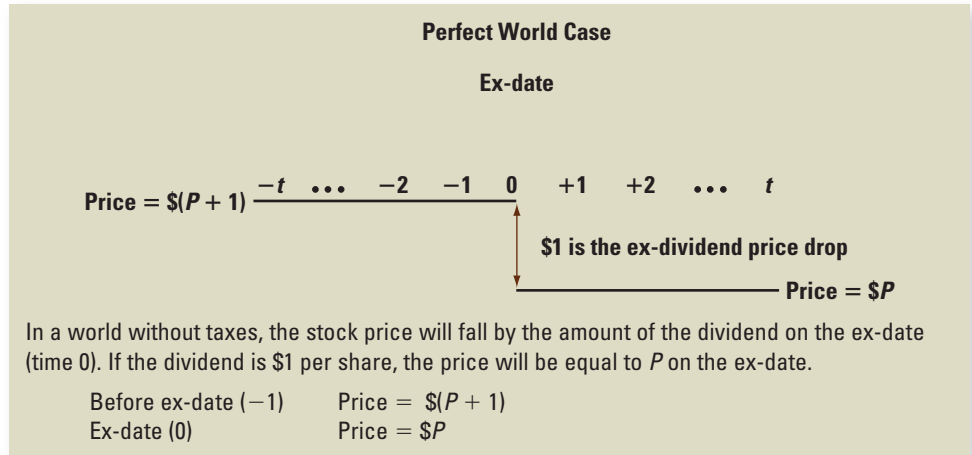 Perfect World Case
Ex-date
Price = $(P + 1) −t ••• −2 −1 0 +1 +2 ••• t
$1 is the ex-dividend price drop
Price = $P
In a world without taxes, the stock price will fall by the amount of the dividend on the ex-date
(time 0). If the dividend is $1 per share, the price will be equal to P on the ex-date.
Before ex-date (−1) Price = $(P + 1)
Ex-date (0) Price = $P